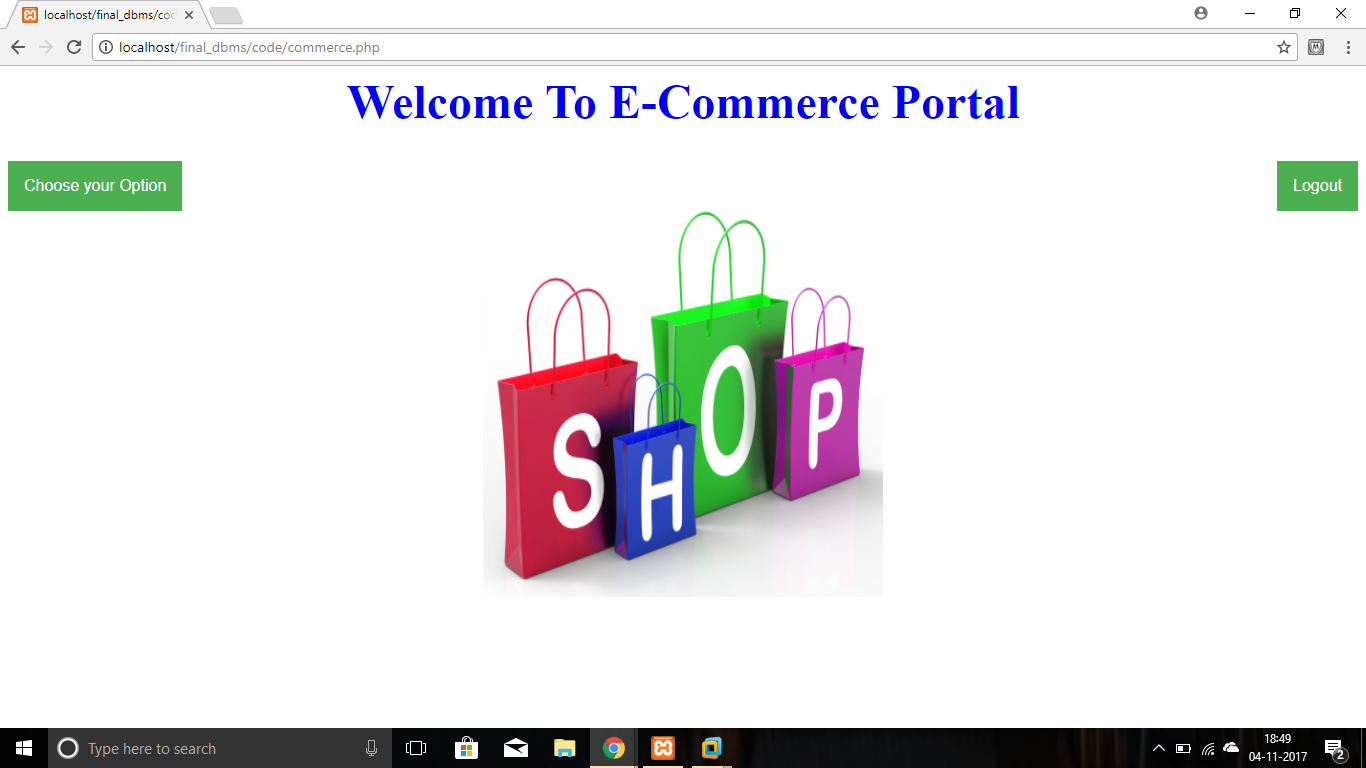 localhost/final_dbms/cod
localhost/final_dbms/code/commerce.php
Welcome To E-Commerce Portal
Choose your Option
Logout
SHOP
Type here to search
18:49
04-11-2017
2